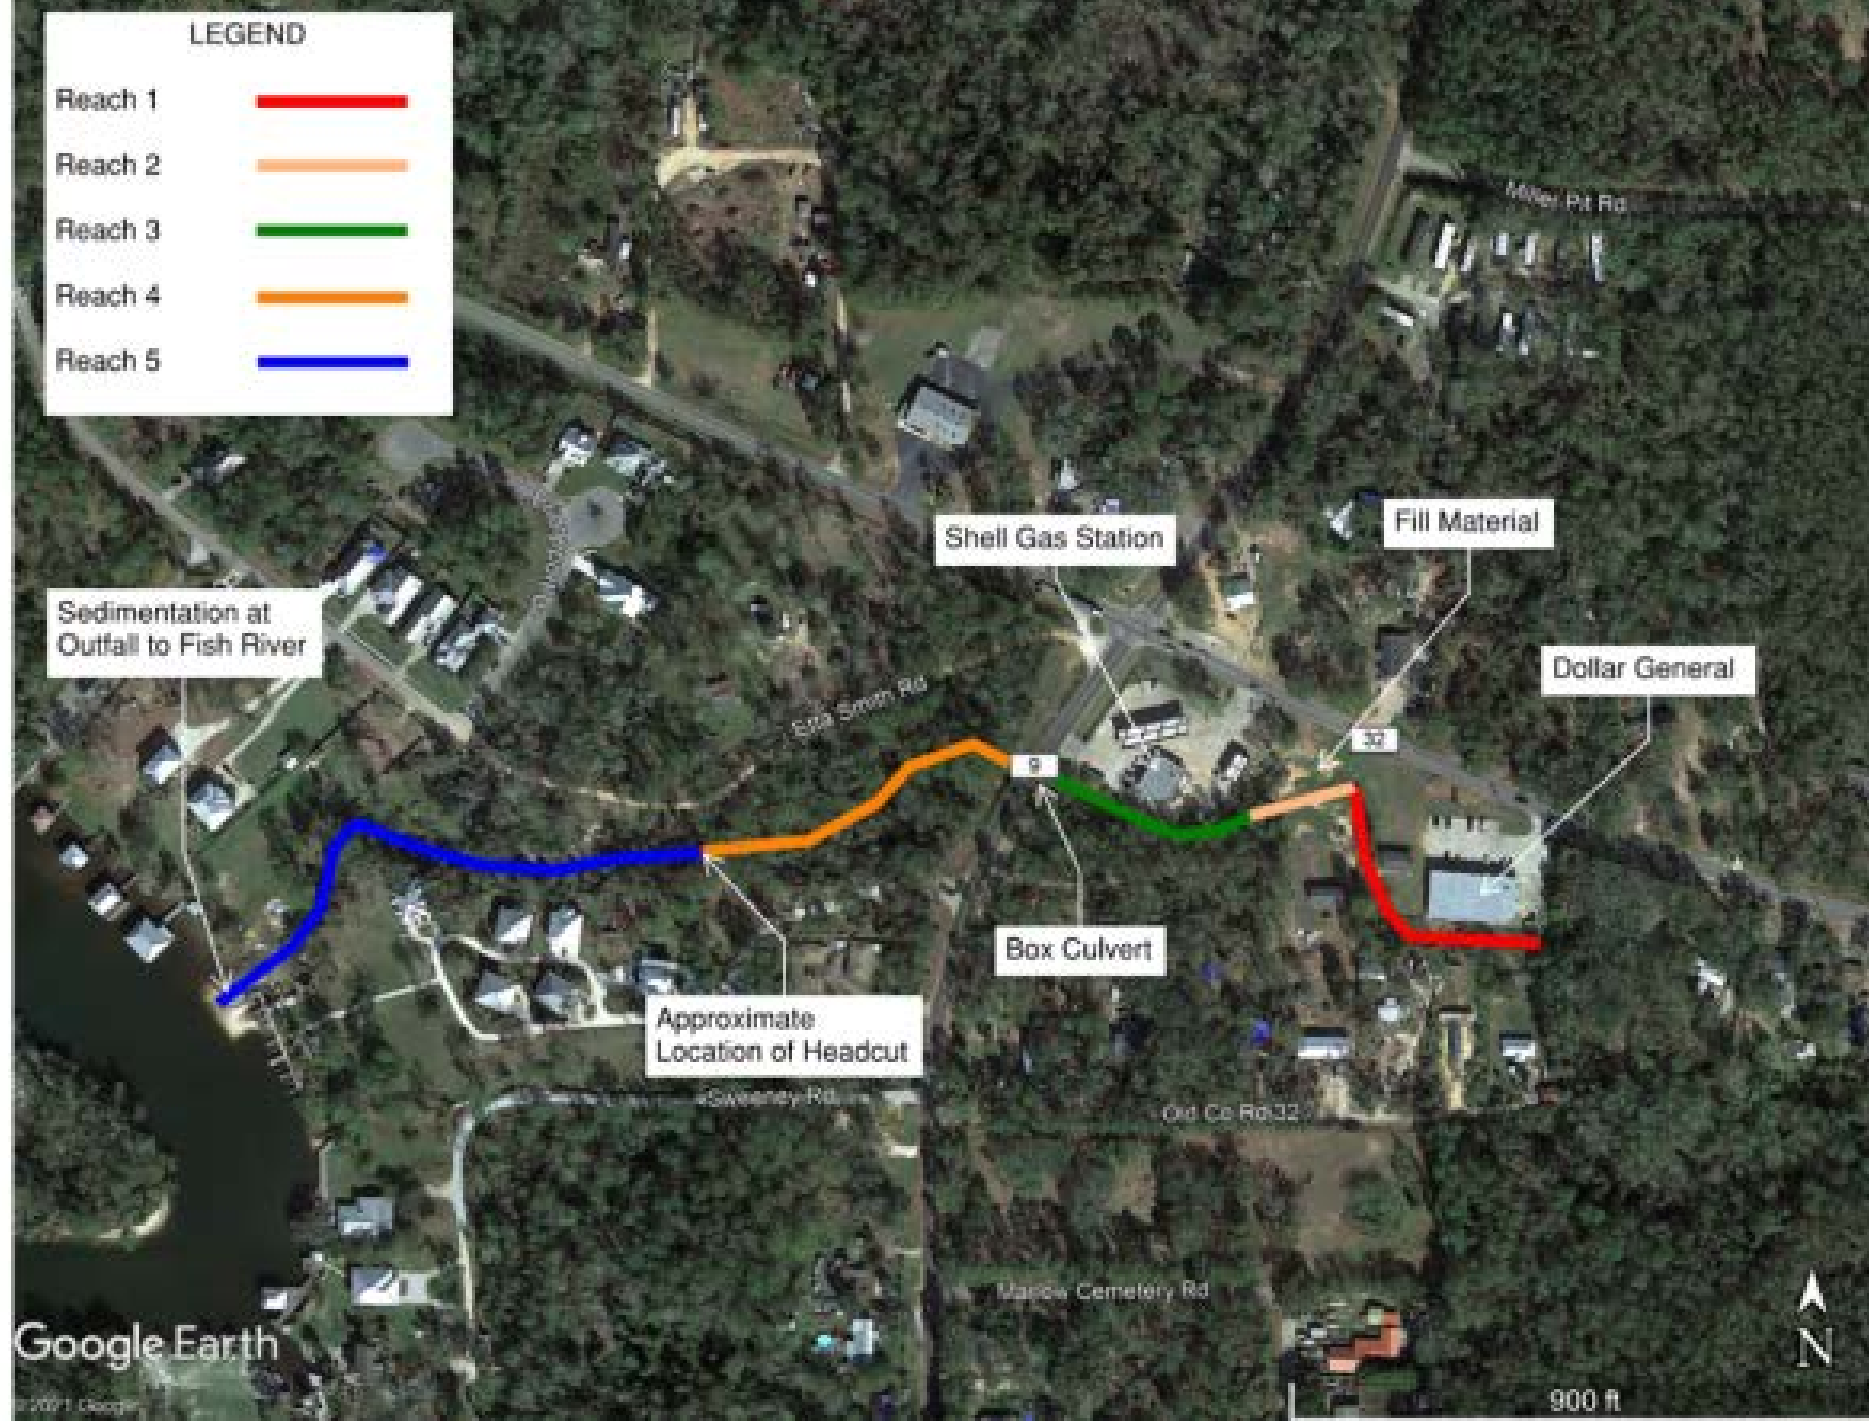 LEGEND
Reach 1
Reach 2
Reach 3
Reach 4
Reach 5
Miller Pit Rd
Shell Gas Station
Fill Material
Sedimentation at
Outfall to Fish River
Dollar General
Etta Smith Rd
32
9
Box Culvert
Approximate
Location of Headcut
Sweeney Rd
Old Co Rd 32
Marlow Cemetery Rd
Google Earth
©2021 Google
N
900 ft